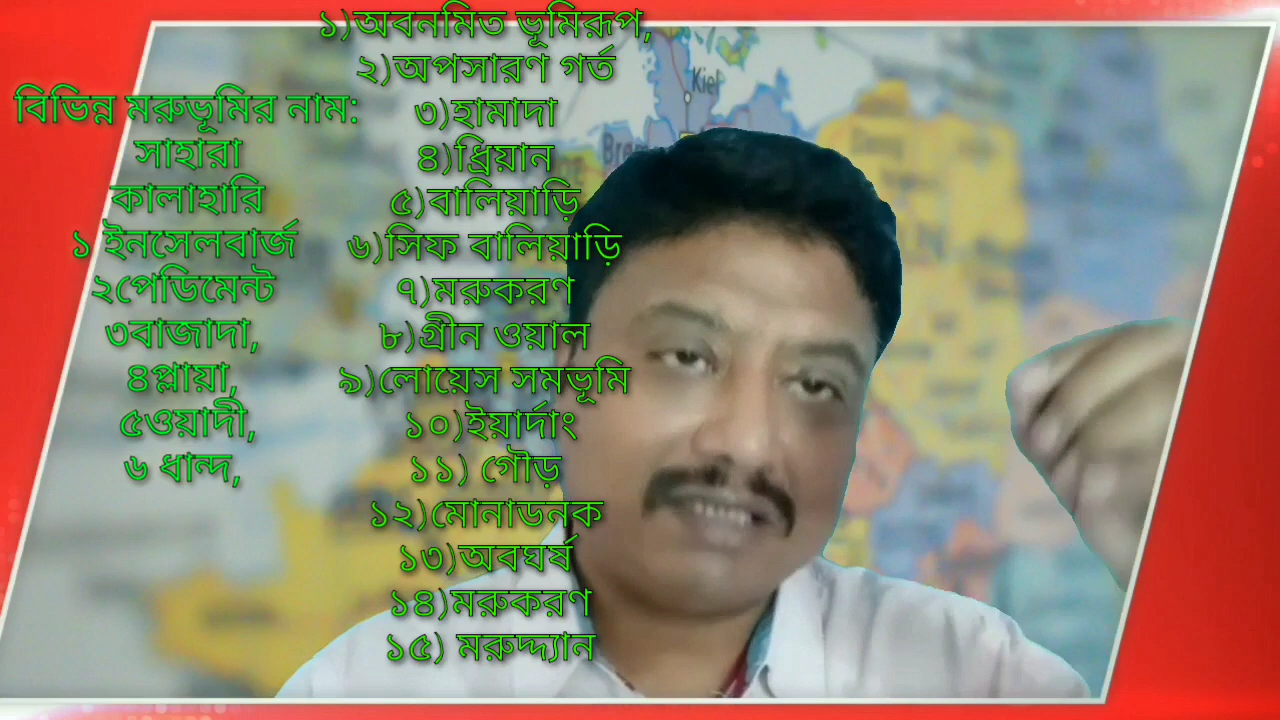 বিভিন্ন মরুভূমির নাম:
সাহারা
কালাহারি
১ ইনসেলবার্জ
২পেডিমেন্ট
৩বাজাদা,
৪প্লায়া,
৫ওয়াদী,
৬ ধান্দ,
১)অবনমিত ভূমিরূপ,
২)অপসারণ গর্ত
৩)হামাদা
৪)ধ্রিয়ান
৫)বালিয়াড়ি
৬)সিফ বালিয়াড়ি
৭)মরুকরণ
৮)গ্রীন ওয়াল
৯)লোয়েস সমভূমি
১০)ইয়ার্দাং
১১) গৌড়
১২)মোনাডনক
১৩)অবঘর্ষ
১৪)মরুকরণ
১৫) মরুদ্দ্যান
Kiel